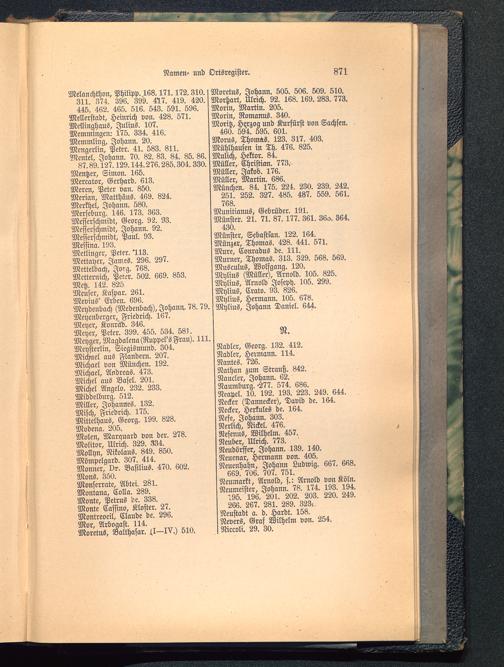 Namen- und Ortsregister. 871
Melanchthon, Philipp. 168. 171. 172. 310.
311. 374. 396. 399. 417. 419. 420.
445. 462. 465. 516. 543. 591. 596.
Mellerstadt, Heinrich von. 428. 571.
Mellinghaus, Julius. 107.
Memmingen. 175. 334. 416.
Memmling, Johann. 20.
Mengerlin, Peter. 41. 583. 811.
Mentel, Johann. 70. 82. 83. 84. 85. 86.
87. 89. 127. 129. 144. 276. 285. 304. 330.
Mentzer, Simon. 165.
Mercator, Gerhard. 613.
Meren, Peter van. 850.
Merian, Matthäus. 469. 824.
Merkhel, Johann. 580.
Merseburg. 146. 173. 363.
Messerschmidt, Georg. 92. 93.
Messerschmidt, Johann. 92.
Messerschmidt, Paul. 93.
Messina. 193.
Metlinger, Peter. 113.
Mettayer, James. 296. 297.
Mettelbach, Jorg. 768.
Metternich, Peter. 502. 669. 853.
Metz. 142. 825
Meuser, Kaspar. 261.
Mevius' Erben. 696.
Meydenbach (Medenbach), Johann. 78. 79.
Meyenberger, Friedrich. 167.
Meyer, Konrad. 346.
Meyer, Peter. 399. 455. 534. 581.
Metzger, Magdalena (Ruppel's Frau). 111.
Meysterlin, Siegismund. 304.
Michael aus Flandern. 207.
Michael von München. 192.
Michael, Andreas. 473.
Michel aus Basel. 201.
Michel Angelo. 232. 233.
Middelburg. 512.
Miller, Johannes. 132.
Misch, Friedrich. 175.
Mittelhaus, Georg. 199. 828.
Modena. 205.
Molen, Marquard von der. 278.
Molitor, Ulrich. 329. 334.
Mollyn, Nikolaus. 849. 850.
Mömpelgard. 307. 414.
Monner, Dr. Basilius. 470. 602.
Mons. 350.
Monserrate, Abtei. 281.
Montana, Colla. 289.
Monte, Petrus de. 338.
Monte Cassino, Kloster. 27.
Montreveil, Claude de. 296.
Mor, Arbogast. 114.
Moretus, Balthasar. (I—IV.) 510.
Moretus, Johann. 505. 506. 509. 510.
Morhart, Ulrich. 92. 168. 169. 283. 773.
Morin, Martin. 205.
Morin, Romanus. 340.
Moritz, Herzog und Kurfürst von Sachsen.
460. 594. 595. 601.
Morus, Thomas. 123. 317. 403.
Mühlhausen in Th. 476. 825.
Mulich, Hektor. 84.
Müller, Christian. 773.
Müller, Jakob. 176.
Müller, Martin. 686.
München. 84. 175. 224. 230. 239. 242.
251. 252. 327. 485. 487. 559. 561.
768.
Munitianus, Gebrüder. 191.
Münster. 21. 71. 87. 177. 361. 363. 364.
430.
Münster, Sebastian. 122. 164.
Münzer, Thomas. 428. 441. 571.
Mure, Conradus de. 111.
Murner, Thomas. 313. 329. 568. 569.
Musculus, Wolfgang. 120.
Mylius (Müller), Arnold. 105. 825.
Mylius, Arnold Joseph. 105. 299.
Mylius, Crato. 93. 826.
Mylius, Hermann. 105. 678.
Mylius, Johann Daniel. 644.
N.
Nadler, Georg. 132. 412.
Nadler, Hermann. 114.
Nantes. 726.
Nathan zum Strauß. 842.
Naucler, Johann. 62.
Naumburg. 277. 574. 686.
Neapel. 10. 192. 193. 223. 249. 644.
Necker (Dannecker), David de. 164.
Necker, Herkules de. 164.
Nese, Johann. 303.
Nerlich, Nickel. 476.
Nesenus, Wilhelm. 457.
Neuber, Ulrich. 773.
Neudörffer, Johann. 139. 140.
Neuenar, Hermann von. 405.
Neuenhahn, Johann Ludwig. 667. 668.
669. 706. 707. 751.
Neumarkt, Arnold, s.: Arnold von Köln.
Neumeister, Johann. 78. 174. 193. 194.
195. 196. 201. 202. 203. 220. 249.
266. 267. 281. 289. 323.
Neustadt a. d. Hardt. 158.
Nevers, Graf Wilhelm von. 254.
Niccoli. 29. 30.